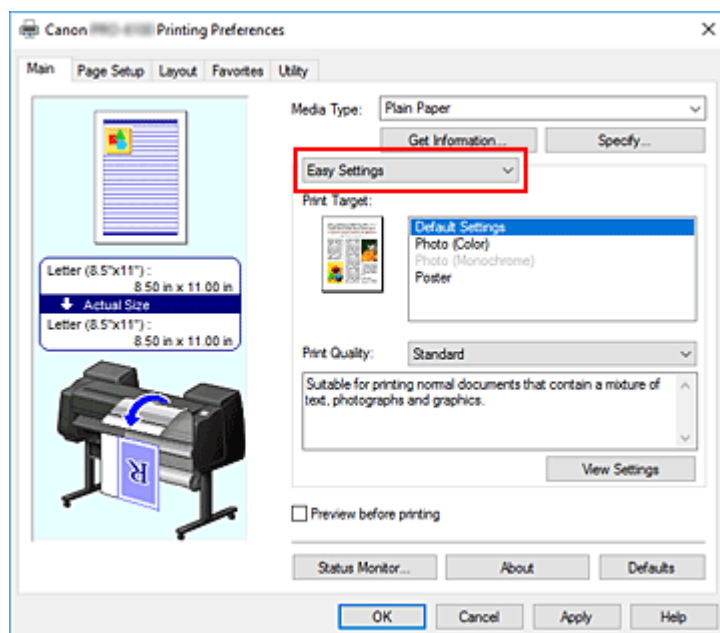 Canon Printing Preferences
Main Page Setup Layout Favorites Utility
Media Type: Plain Paper
Get Information... Specify...
Easy Settings
Print Target:
Default Settings
Photo (Color)
Photo (Monochrome)
Poster
Letter (8.5"x11") :
8.50 in x 11.00 in
Actual Size
Letter (8.5"x11") :
8.50 in x 11.00 in
Print Quality: Standard
Suitable for printing normal documents that contain a mixture of
text, photographs and graphics.
R
View Settings
Preview before printing
Status Monitor... About Defaults
OK Cancel Apply Help